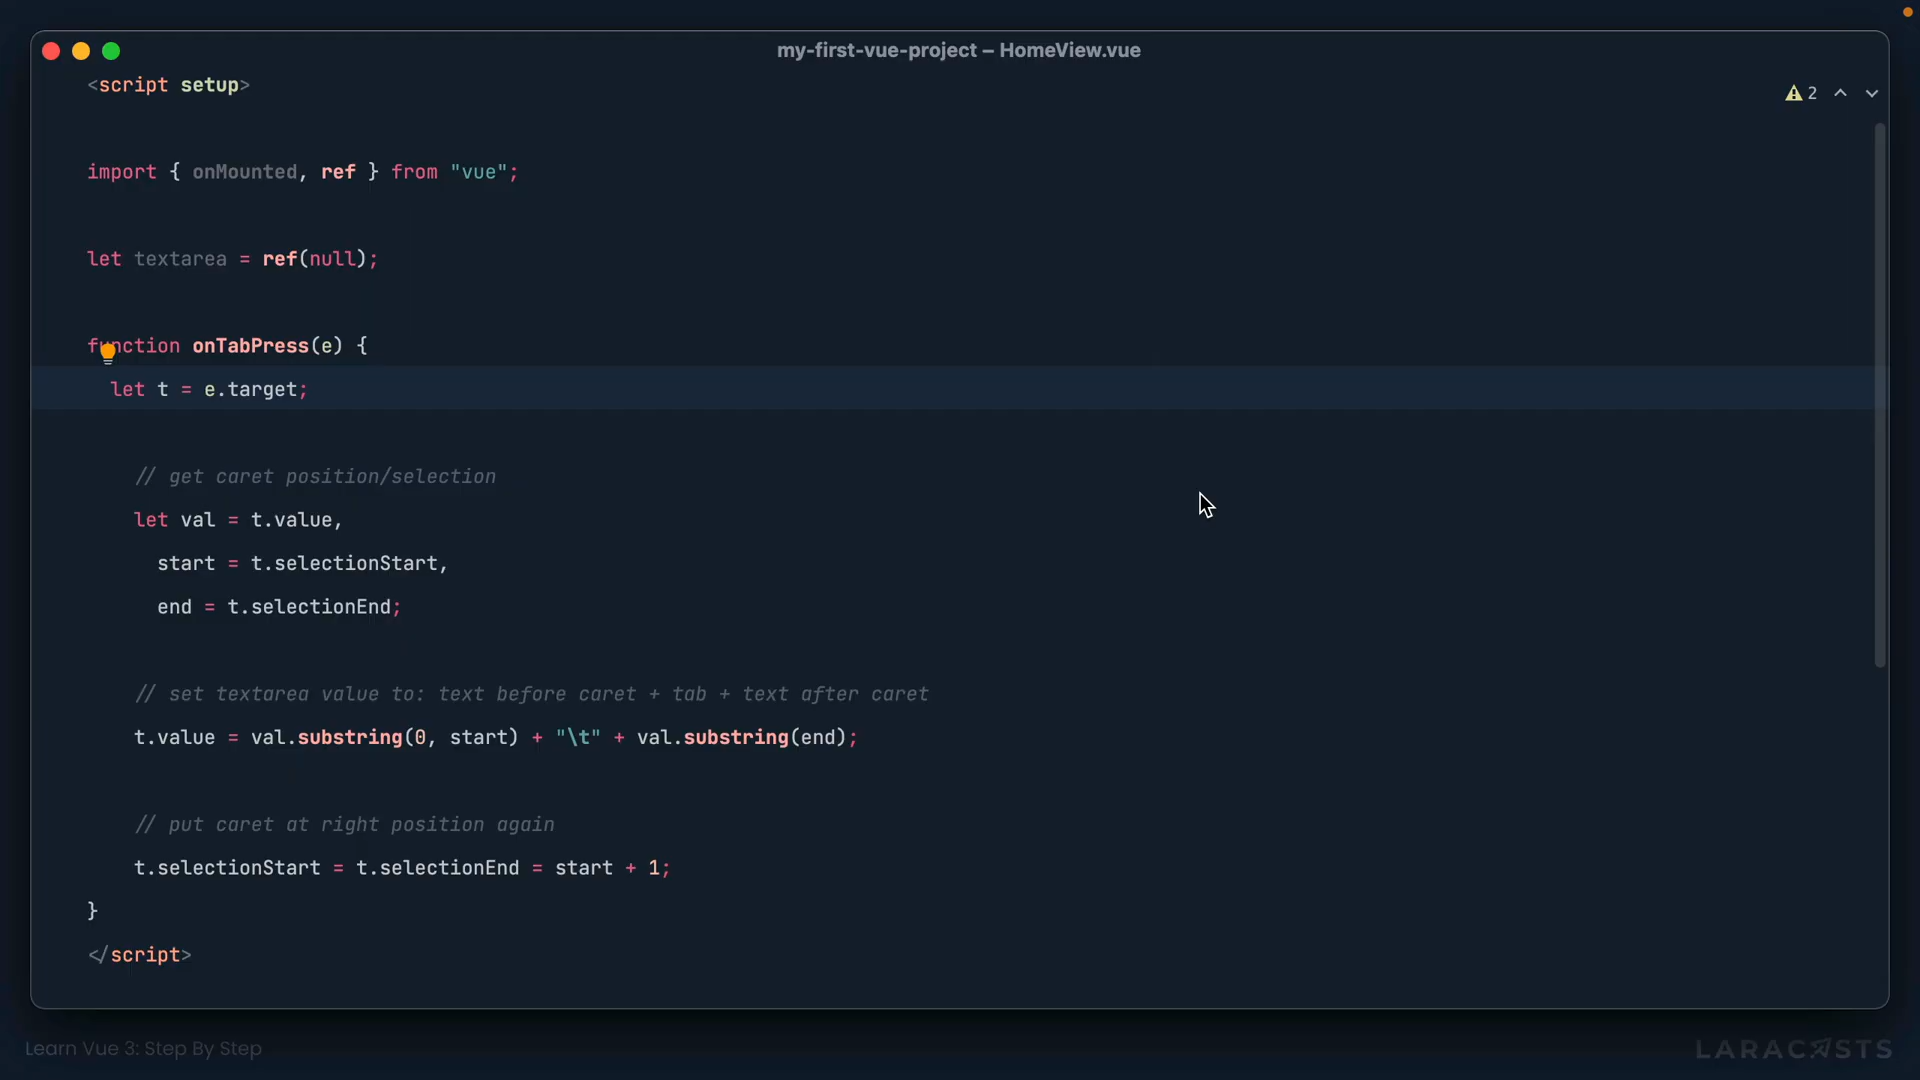 my-first-vue-project – HomeView.vue
<script setup>
2
import { onMounted, ref } from "vue";
let textarea = ref(null);
function onTabPress(e) {
let t = e.target;
// get caret position/selection
let val = t.value,
start = t.selectionStart,
end = t.selectionEnd;
// set textarea value to: text before caret + tab + text after caret
t.value = val.substring(0, start) + "\t" + val.substring(end);
// put caret at right position again
t.selectionStart = t.selectionEnd = start + 1;
}
</script>
Learn Vue 3: Step By Step
LARACASTS